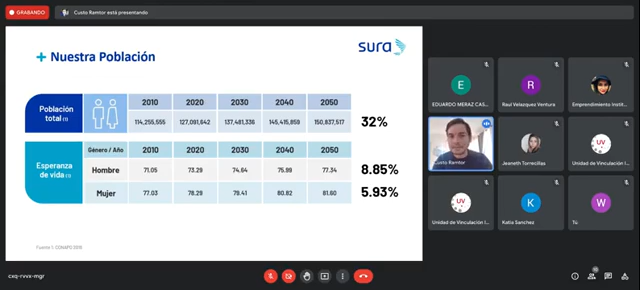 GRABANDO
Custo Ramtor está presentando
sura
+ Nuestra Población
Población total (1)
2010 2020 2030 2040 2050
114,255,555 127,091,642 137,481,336 145,415,859 150,837,517
32%
Esperanza de vida (1)
Género / Año 2010 2020 2030 2040 2050
Hombre 71.05 73.29 74.64 75.99 77.34
8.85%
Mujer 77.03 78.29 79.41 80.82 81.60
5.93%
Fuente 1. CONAPO 2018
E
EDUARDO MERAZ CAS...
R
Raul Velazquez Ventura
Emprendimiento Instit...
Custo Ramtor
Jeaneth Torrecillas
UV
Unidad de Vinculación I...
UV
Unidad de Vinculación I...
K
Katia Sanchez
W
Tú
cxq-rvvx-mgr